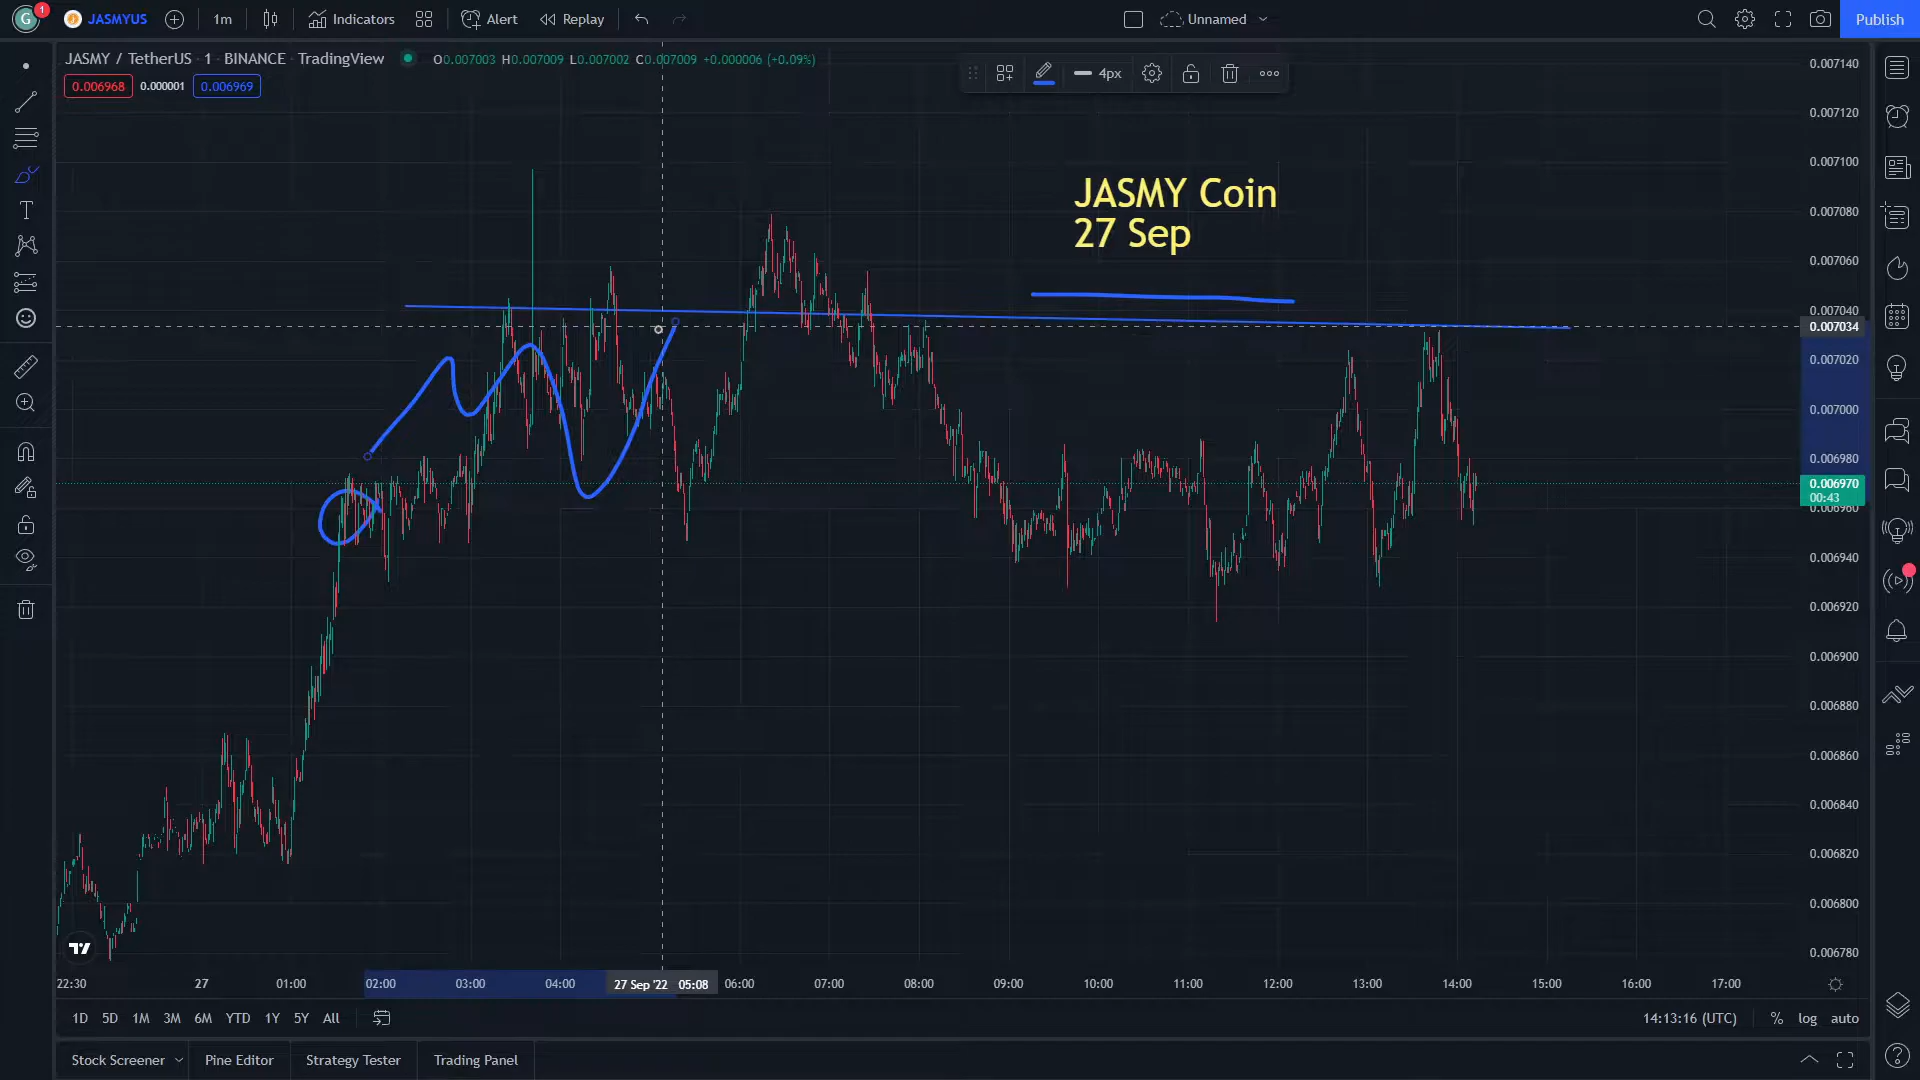 G 1 JASMYUS 1m Indicators Alert Replay Unnamed Publish
JASMY / TetherUS · 1 · BINANCE · TradingView O0.007003 H0.007009 L0.007002 C0.007009 +0.000006 (+0.09%)
0.006968 0.000001 0.006969
4px
JASMY Coin
27 Sep
0.007140
0.007120
0.007100
0.007080
0.007060
0.007040
0.007034
0.007020
0.007000
0.006980
0.006970
00:43
0.006960
0.006940
0.006920
0.006900
0.006880
0.006860
0.006840
0.006820
0.006800
0.006780
22:30 27 01:00 02:00 03:00 04:00 27 Sep '22 05:08 06:00 07:00 08:00 09:00 10:00 11:00 12:00 13:00 14:00 15:00 16:00 17:00
1D 5D 1M 3M 6M YTD 1Y 5Y All 14:13:16 (UTC) % log auto
Stock Screener Pine Editor Strategy Tester Trading Panel